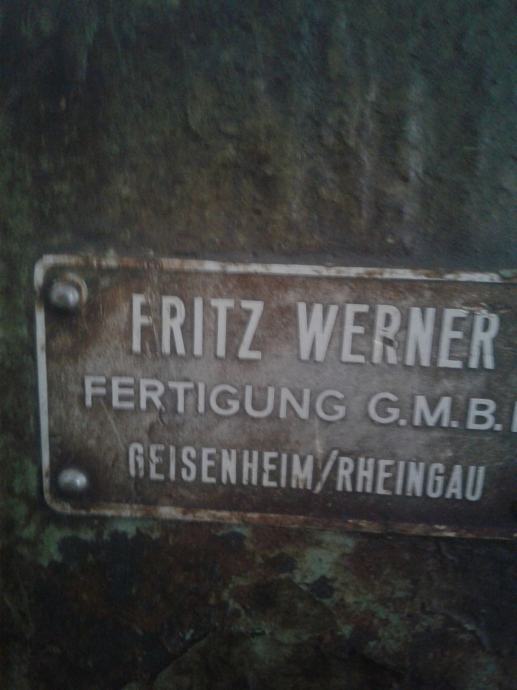 FRITZ WERNER
FERTIGUNG G.M.B.
GEISENHEIM/RHEINGAU